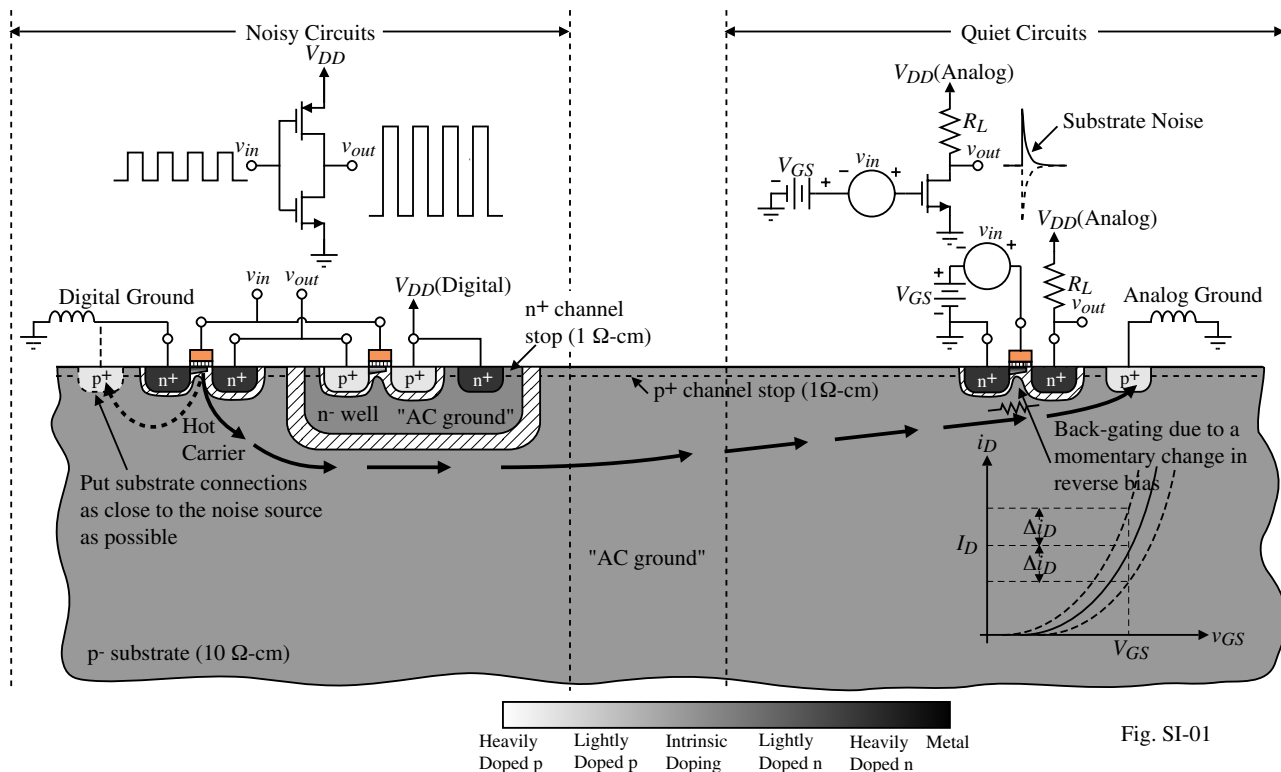 Noisy Circuits
Quiet Circuits
VDD
vin
vout
VDD(Analog)
RL
vout
Substrate Noise
VGS
vin
- + - +
VDD(Analog)
vin
- +
RL
vout
+
VGS
-
Analog Ground
vin
vout
Digital Ground
VDD(Digital)
n+ channel
stop (1 Ω-cm)
p+
n+
n+
p+
p+
n+
n+
n+
p+
p+ channel stop (1Ω-cm)
n- well
"AC ground"
Hot
Carrier
Put substrate connections
as close to the noise source
as possible
Back-gating due to a
momentary change in
reverse bias
iD
ΔiD
ID
ΔiD
VGS
vGS
"AC ground"
p- substrate (10 Ω-cm)
Heavily
Doped p
Lightly
Doped p
Intrinsic
Doping
Lightly
Doped n
Heavily
Doped n
Metal
Fig. SI-01